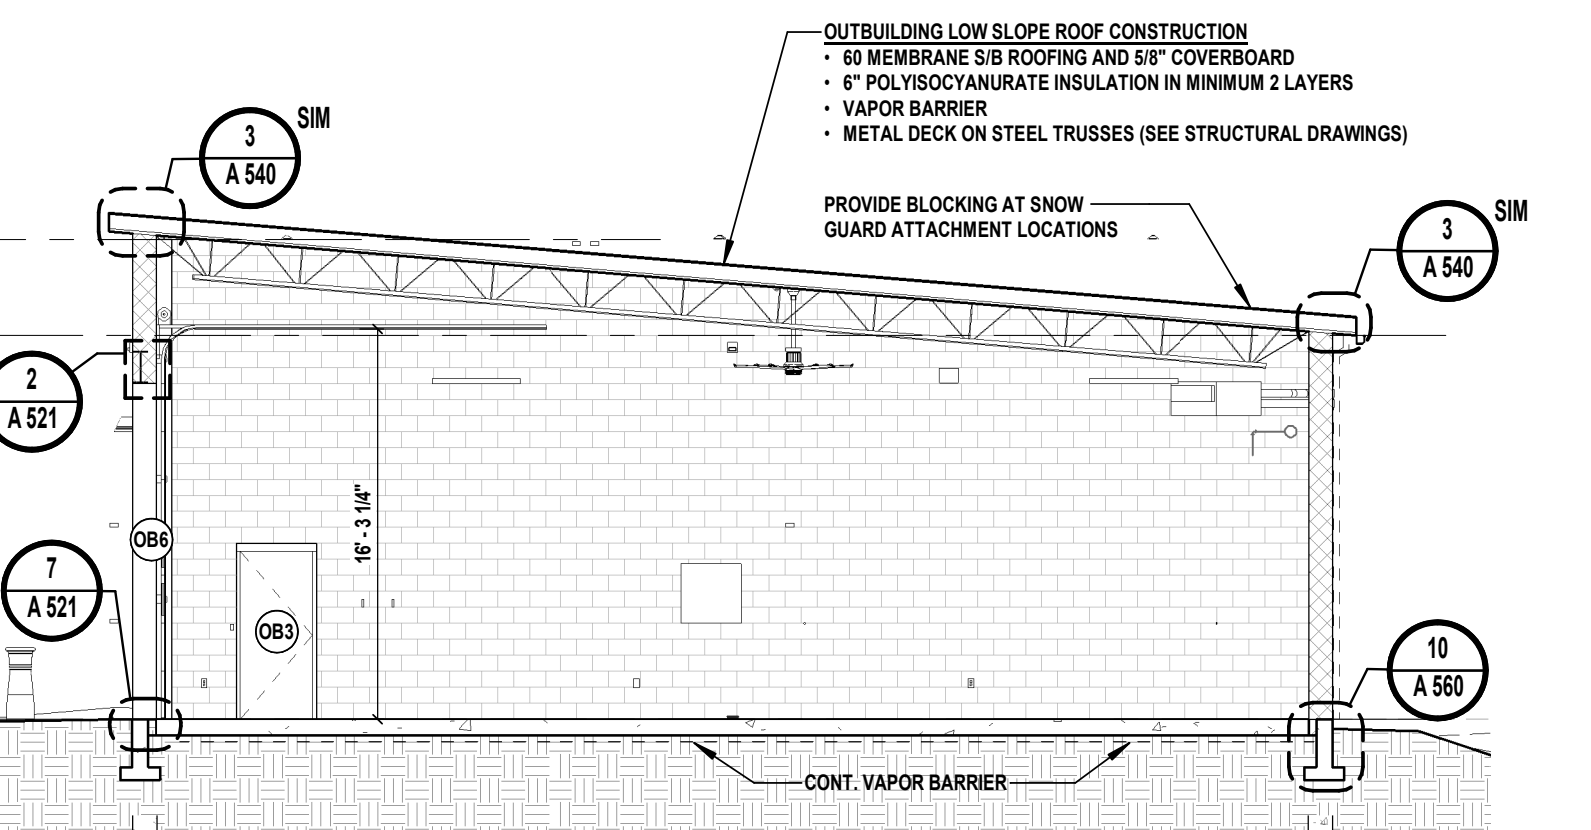 OUTBUILDING LOW SLOPE ROOF CONSTRUCTION
• 60 MEMBRANE S/B ROOFING AND 5/8" COVERBOARD
• 6" POLYISOCYANURATE INSULATION IN MINIMUM 2 LAYERS
• VAPOR BARRIER
• METAL DECK ON STEEL TRUSSES (SEE STRUCTURAL DRAWINGS)
SIM
3
A 540
PROVIDE BLOCKING AT SNOW
GUARD ATTACHMENT LOCATIONS
SIM
3
A 540
2
A 521
16' - 3 1/4"
OB6
7
A 521
OB3
10
A 560
CONT. VAPOR BARRIER